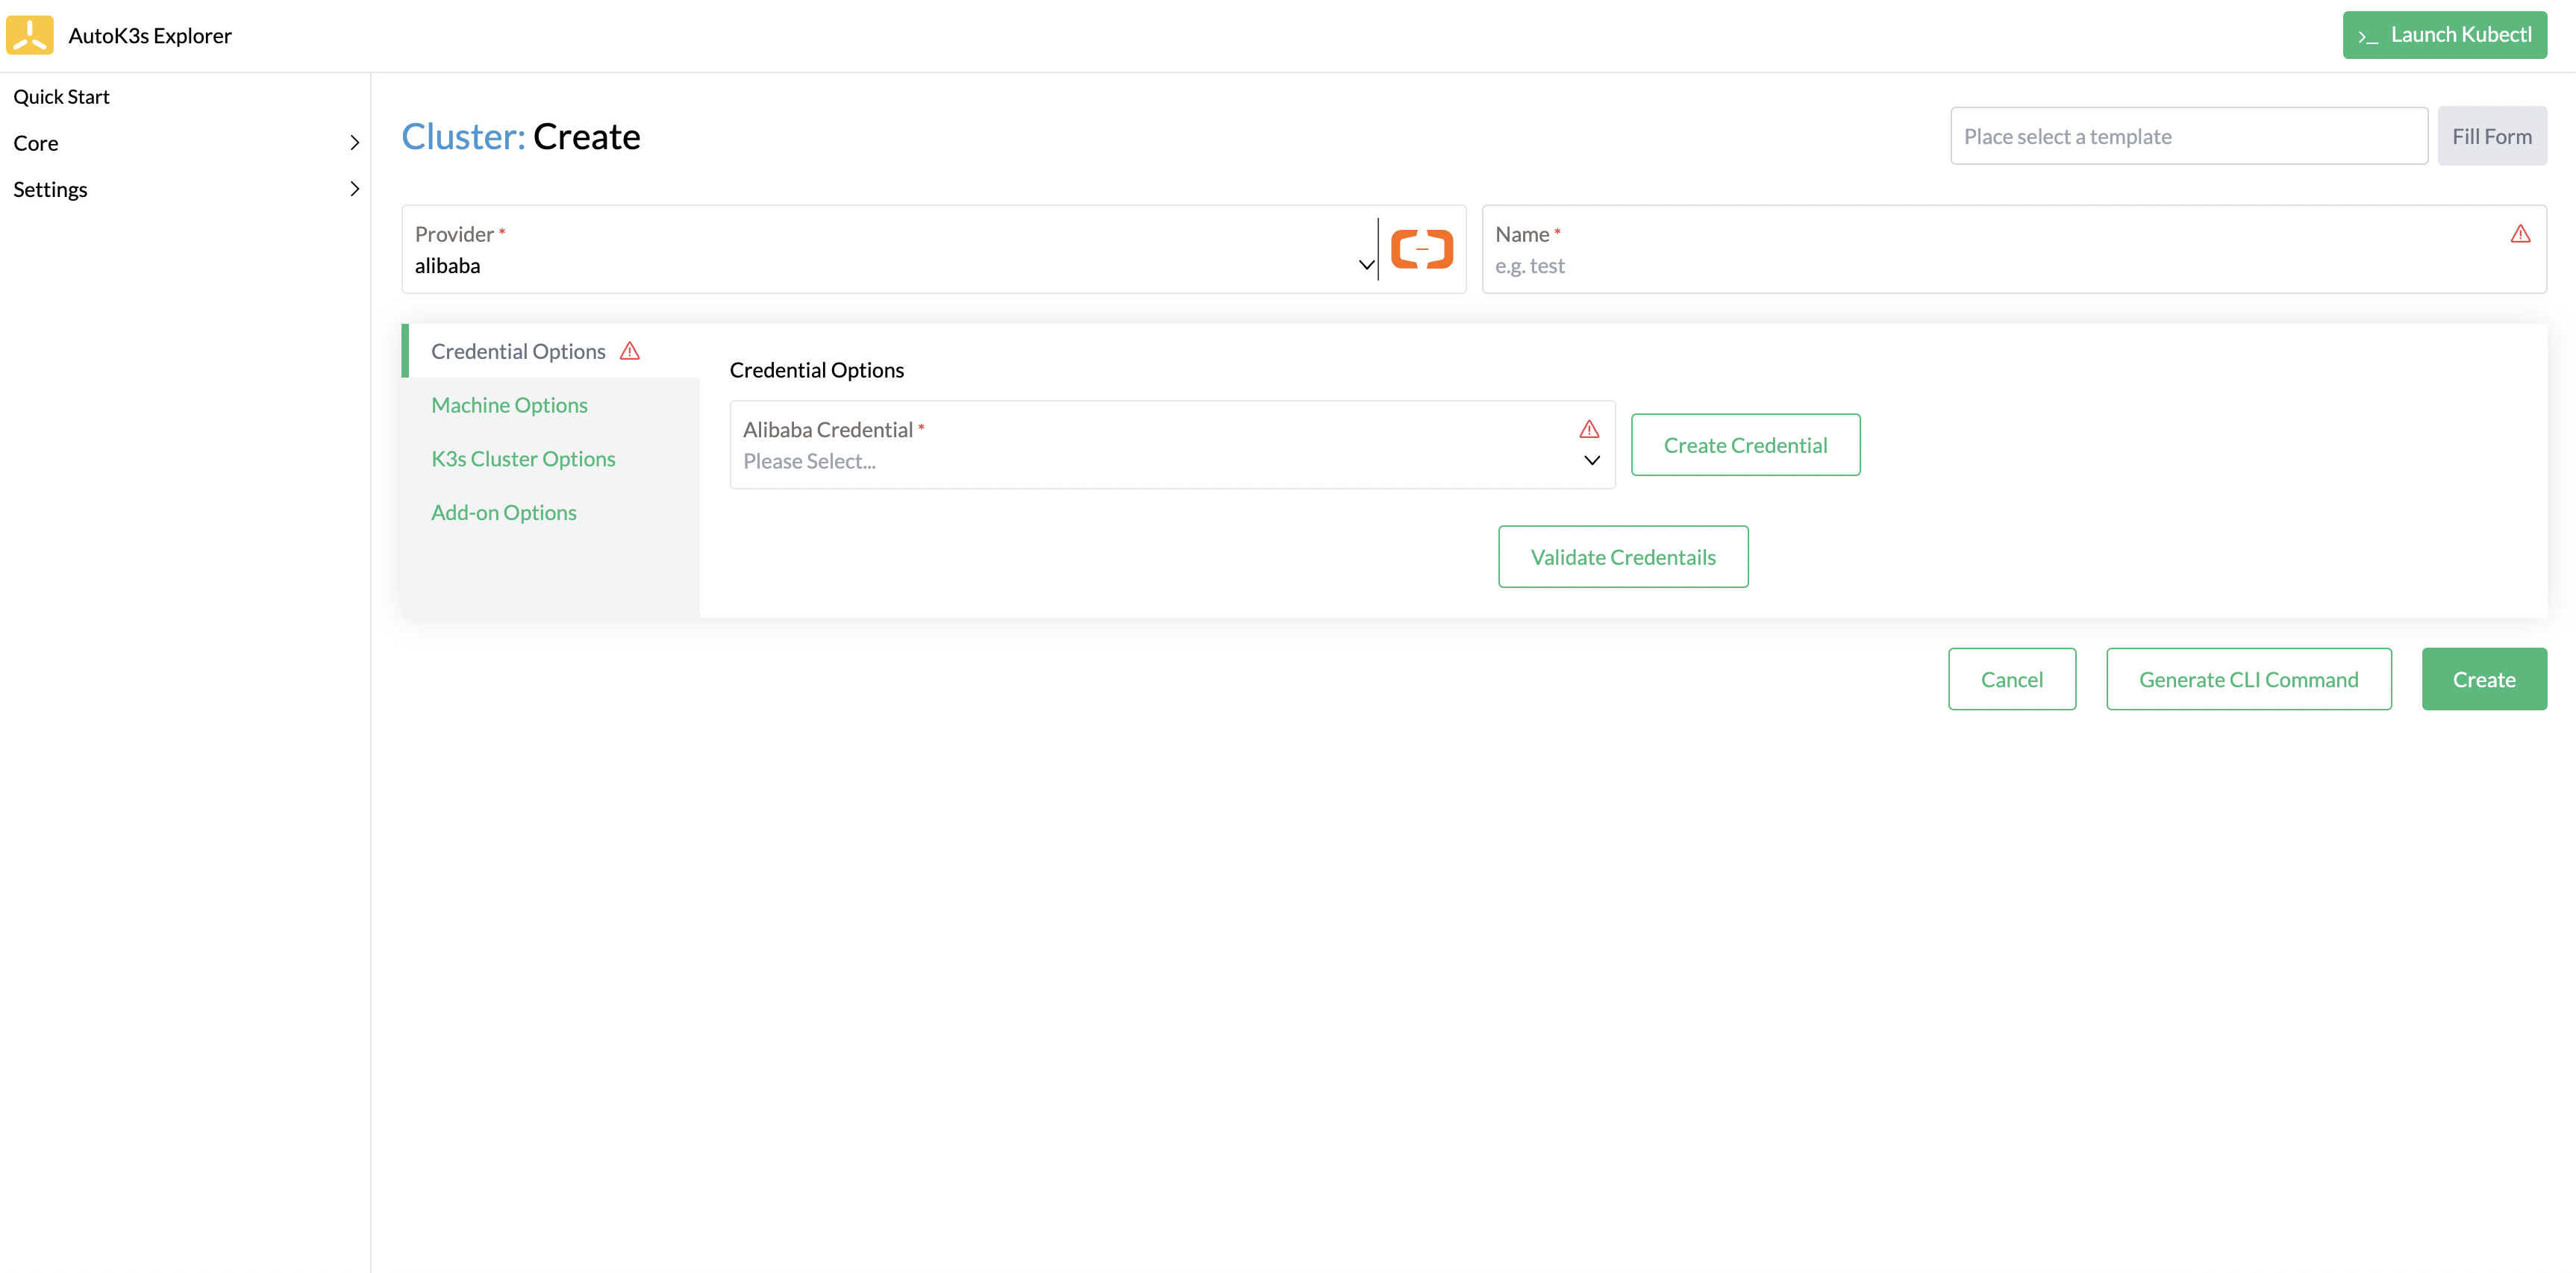 AutoK3s Explorer
>_ Launch Kubectl
Quick Start
Core
Settings
Cluster: Create
Place select a template
Fill Form
Provider *
alibaba
Name *
e.g. test
Credential Options
Machine Options
K3s Cluster Options
Add-on Options
Credential Options
Alibaba Credential *
Please Select...
Create Credential
Validate Credentails
Cancel
Generate CLI Command
Create